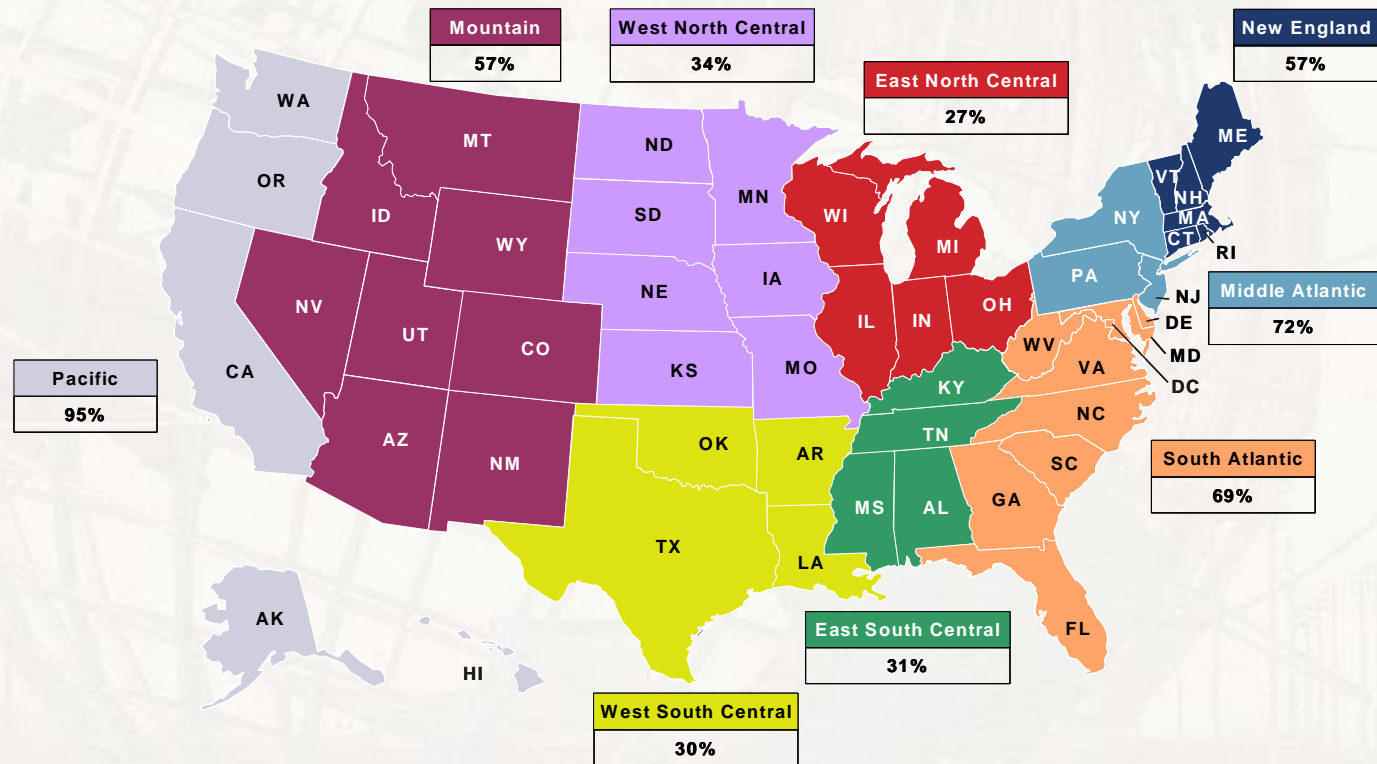 Mountain
57%
West North Central
34%
New England
57%
East North Central
27%
WA
MT
ND
MN
ME
OR
ID
SD
WI
VT
NH
WY
MI
NY
MA
CT
RI
NV
NE
IA
PA
UT
CO
IL
IN
OH
NJ
Middle Atlantic
72%
DE
CA
KS
MO
WV
MD
Pacific
95%
KY
VA
DC
AZ
NM
OK
AR
TN
NC
SC
South Atlantic
69%
TX
MS
AL
GA
LA
AK
HI
FL
East South Central
31%
West South Central
30%